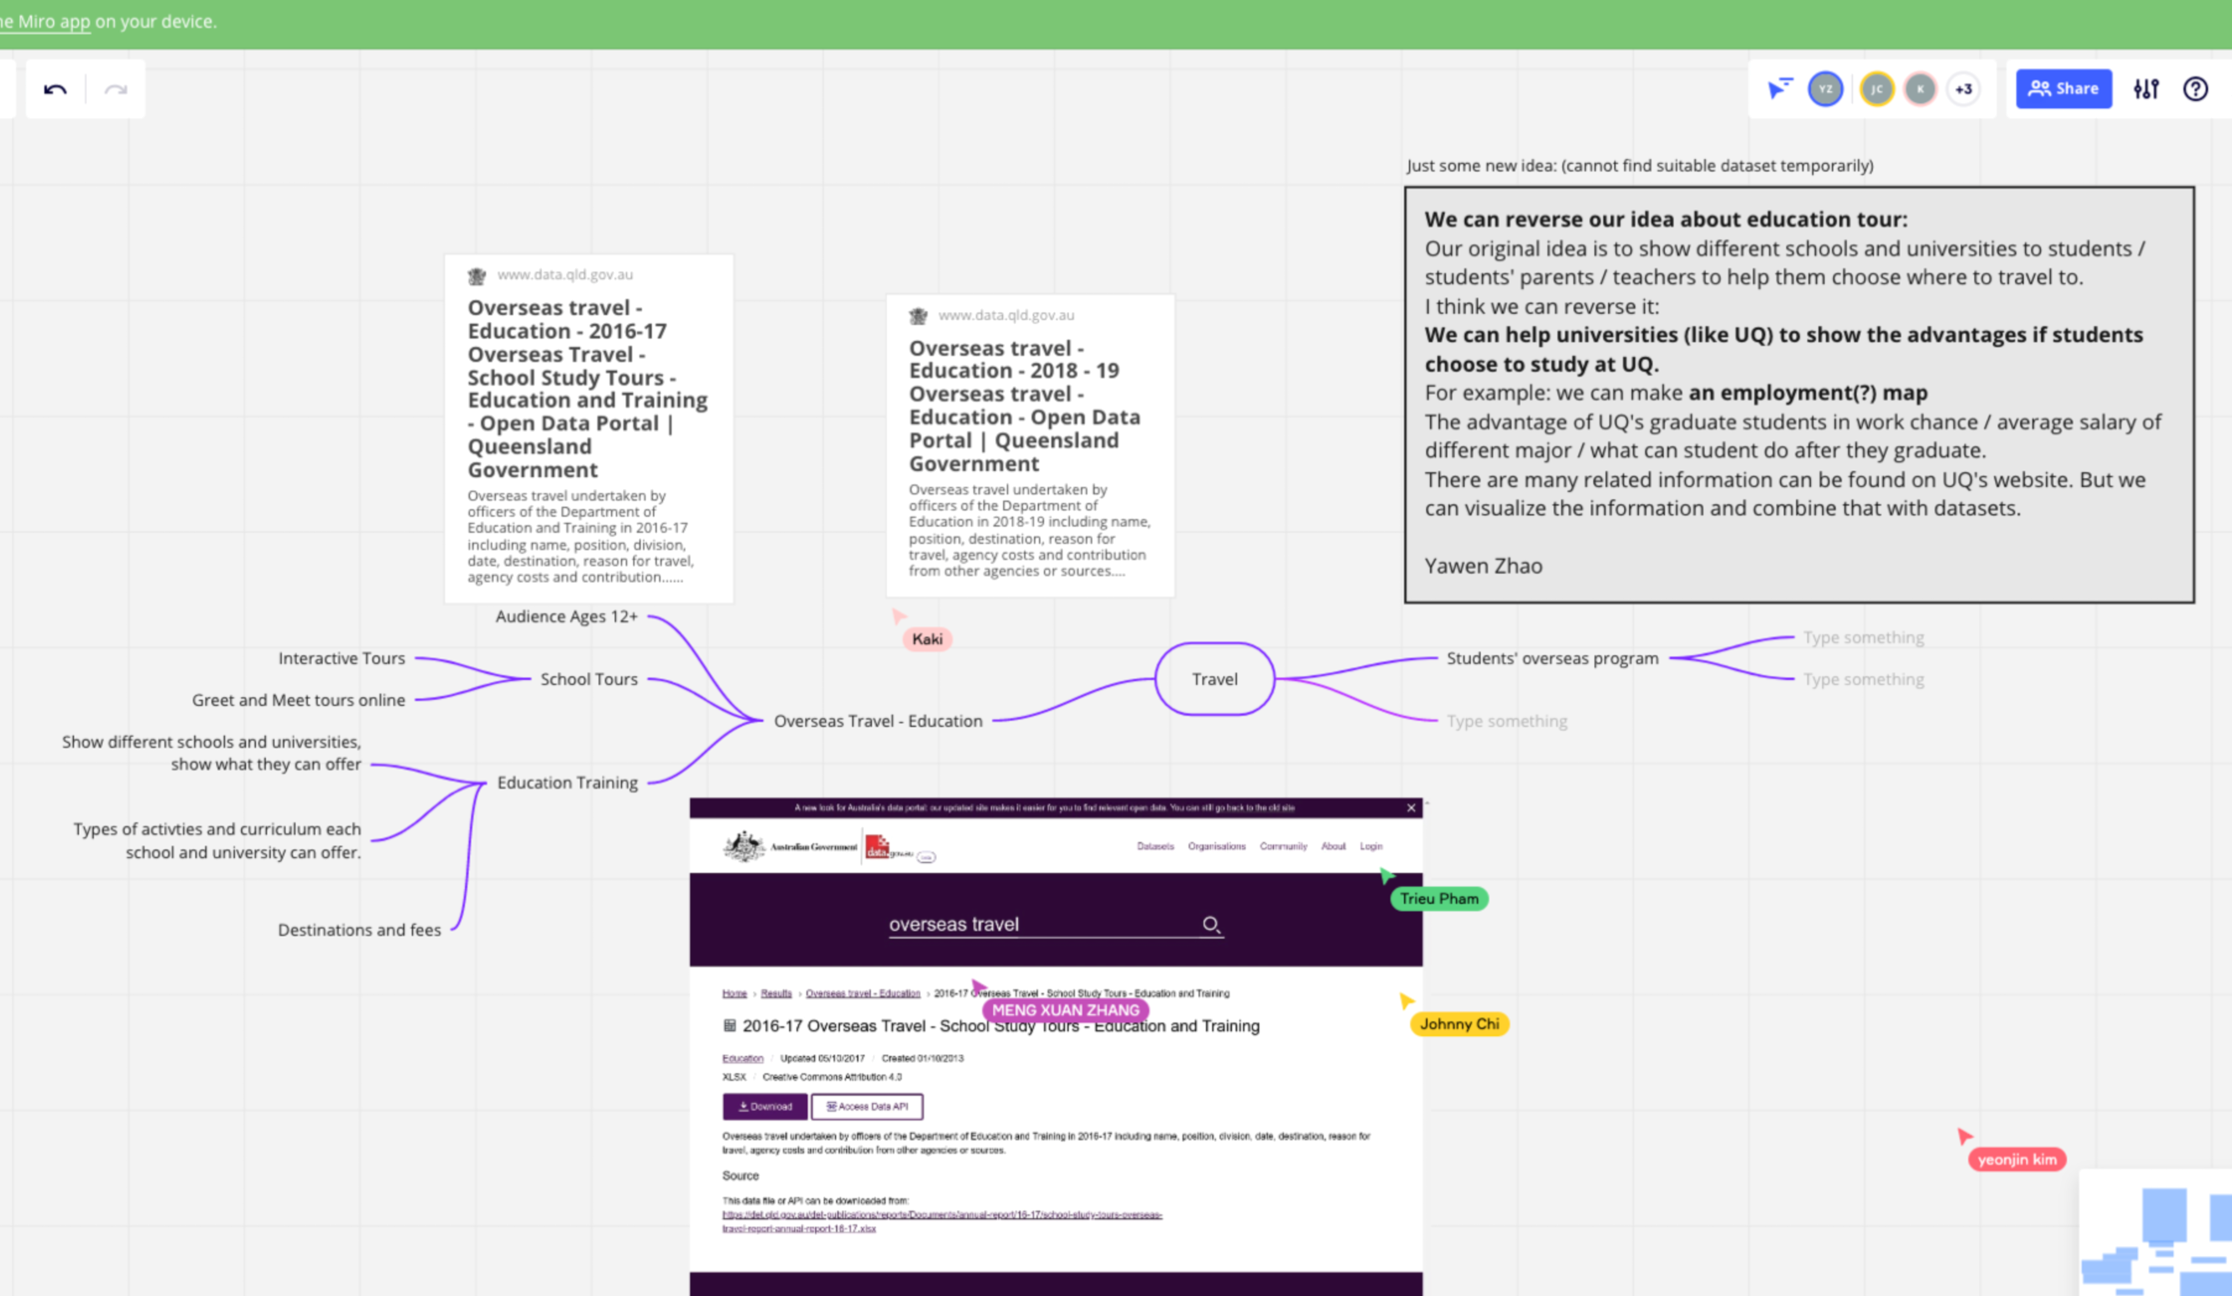 ne Miro app on your device.
YZ
JC
K
+3
Share
Just some new idea: (cannot find suitable dataset temporarily)
We can reverse our idea about education tour:
Our original idea is to show different schools and universities to students /
students' parents / teachers to help them choose where to travel to.
I think we can reverse it:
We can help universities (like UQ) to show the advantages if students
choose to study at UQ.
For example: we can make an employment(?) map
The advantage of UQ's graduate students in work chance / average salary of
different major / what can student do after they graduate.
There are many related information can be found on UQ's website. But we
can visualize the information and combine that with datasets.
Yawen Zhao
www.data.qld.gov.au
Overseas travel -
Education - 2016-17
Overseas Travel -
School Study Tours -
Education and Training
- Open Data Portal |
Queensland
Government
Overseas travel undertaken by
officers of the Department of
Education and Training in 2016-17
including name, position, division,
date, destination, reason for travel,
agency costs and contribution......
www.data.qld.gov.au
Overseas travel -
Education - 2018 - 19
Overseas travel -
Education - Open Data
Portal | Queensland
Government
Overseas travel undertaken by
officers of the Department of
Education in 2018-19 including name,
position, destination, reason for
travel, agency costs and contribution
from other agencies or sources....
Kaki
Audience Ages 12+
Interactive Tours
School Tours
Greet and Meet tours online
Show different schools and universities,
show what they can offer
Education Training
Types of activties and curriculum each
school and university can offer.
Destinations and fees
Overseas Travel - Education
Travel
Students' overseas program
Type something
Type something
Type something
A new look for Australia's data portal: our updated site makes it easier for you to find relevant open data. You can still go back to the old site
Australian Government
data.gov.au
Datasets
Organisations
Community
About
Login
Trieu Pham
overseas travel
Home › Results › Overseas travel - Education › 2016-17 Overseas Travel - School Study Tours - Education and Training
MENG XUAN ZHANG
2016-17 Overseas Travel - School Study Tours - Education and Training
Johnny Chi
Education / Updated 05/10/2017 / Created 01/10/2013
XLSX / Creative Commons Attribution 4.0
Download
Access Data API
Overseas travel undertaken by officers of the Department of Education and Training in 2016-17 including name, position, division, date, destination, reason for
travel, agency costs and contribution from other agencies or sources.
Source
This data file or API can be downloaded from:
https://det.qld.gov.au/det-publications/reports/Documents/annual-report/16-17/school-study-tours-overseas-
travel-report-annual-report-16-17.xlsx
yeonjin kim